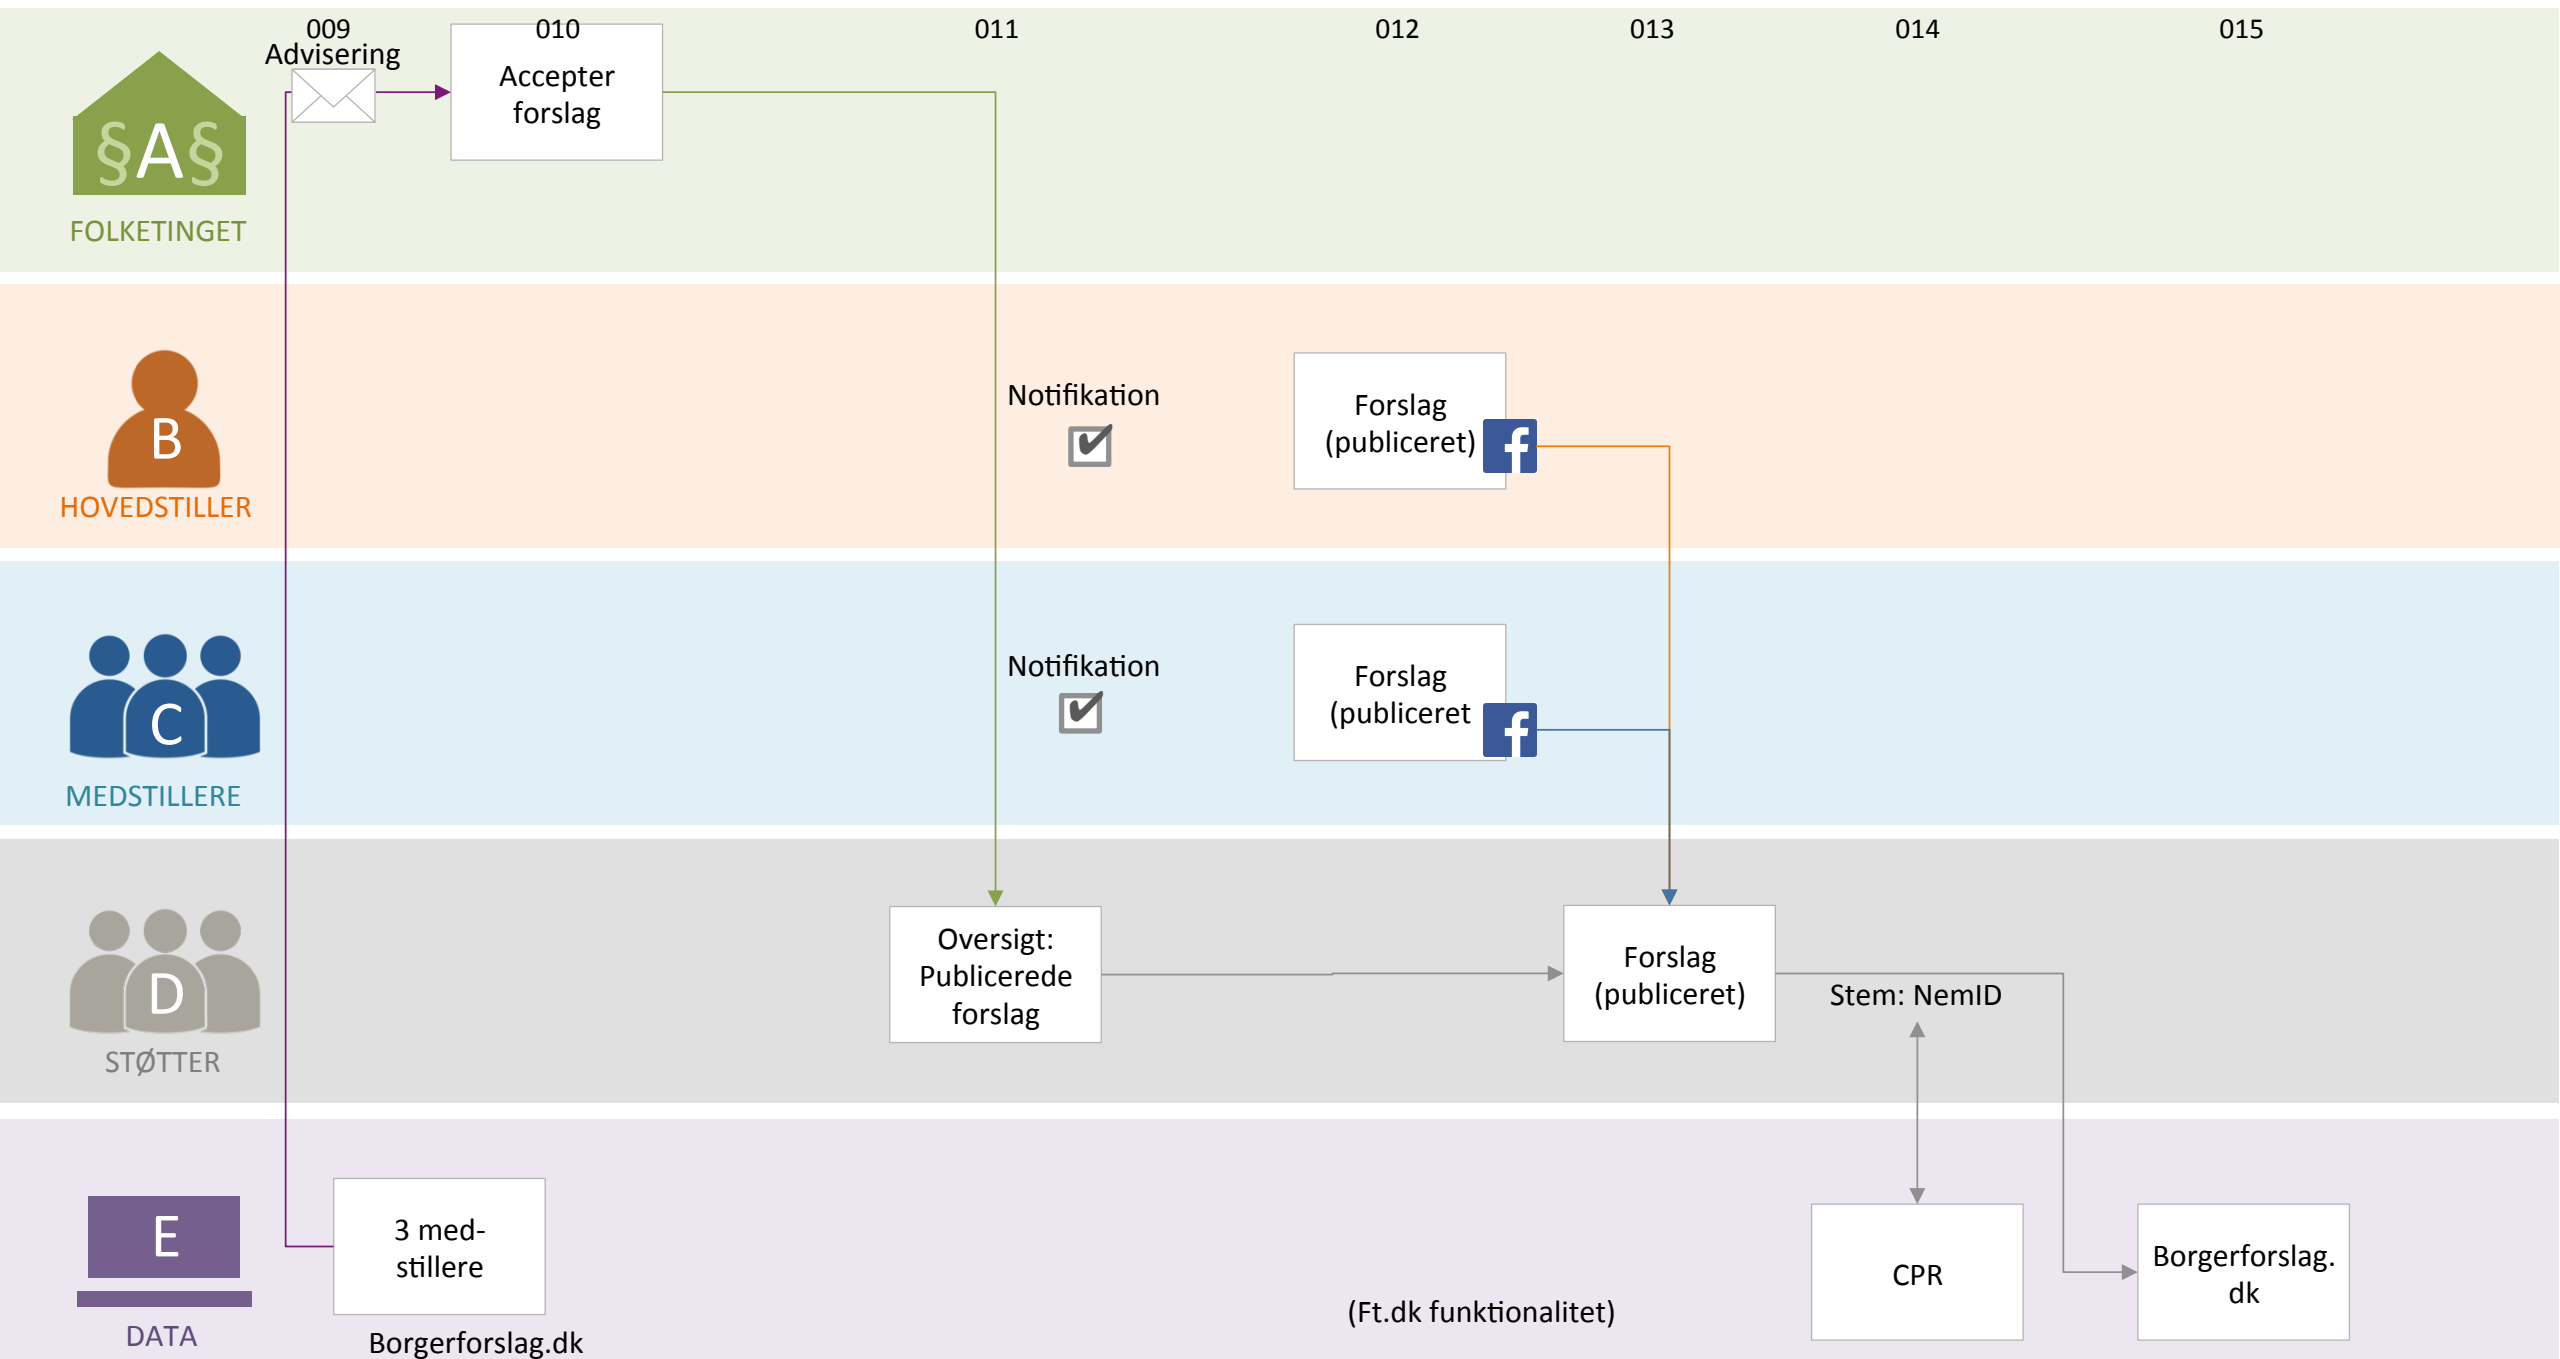 009
010
011
012
013
014
015
Advisering
Accepter
forslag
§A§
FOLKETINGET
Notifikation
Forslag
(publiceret)
f
B
HOVEDSTILLER
Notifikation
Forslag
(publiceret
f
C
MEDSTILLERE
Oversigt:
Publicerede
forslag
Forslag
(publiceret)
Stem: NemID
D
STØTTER
E
DATA
3 med-
stillere
Borgerforslag.dk
(Ft.dk funktionalitet)
CPR
Borgerforslag.
dk